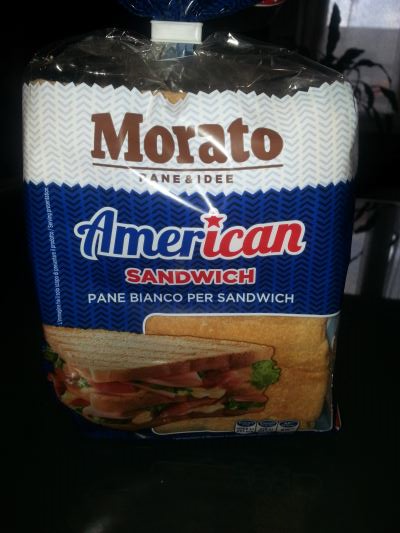 Morato
PANE & IDEE
American
SANDWICH
PANE BIANCO PER SANDWICH